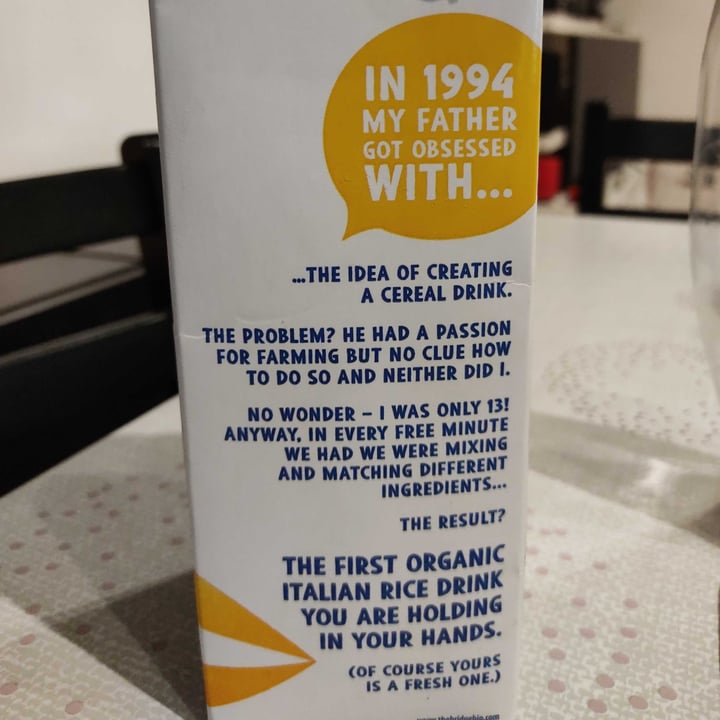 IN 1994
MY FATHER
GOT OBSESSED
WITH...
...THE IDEA OF CREATING
A CEREAL DRINK.
THE PROBLEM? HE HAD A PASSION
FOR FARMING BUT NO CLUE HOW
TO DO SO AND NEITHER DID I.
NO WONDER – I WAS ONLY 13!
ANYWAY, IN EVERY FREE MINUTE
WE HAD WE WERE MIXING
AND MATCHING DIFFERENT
INGREDIENTS...
THE RESULT?
THE FIRST ORGANIC
ITALIAN RICE DRINK
YOU ARE HOLDING
IN YOUR HANDS.
(OF COURSE YOURS
IS A FRESH ONE.)
www.thebridgebio.com